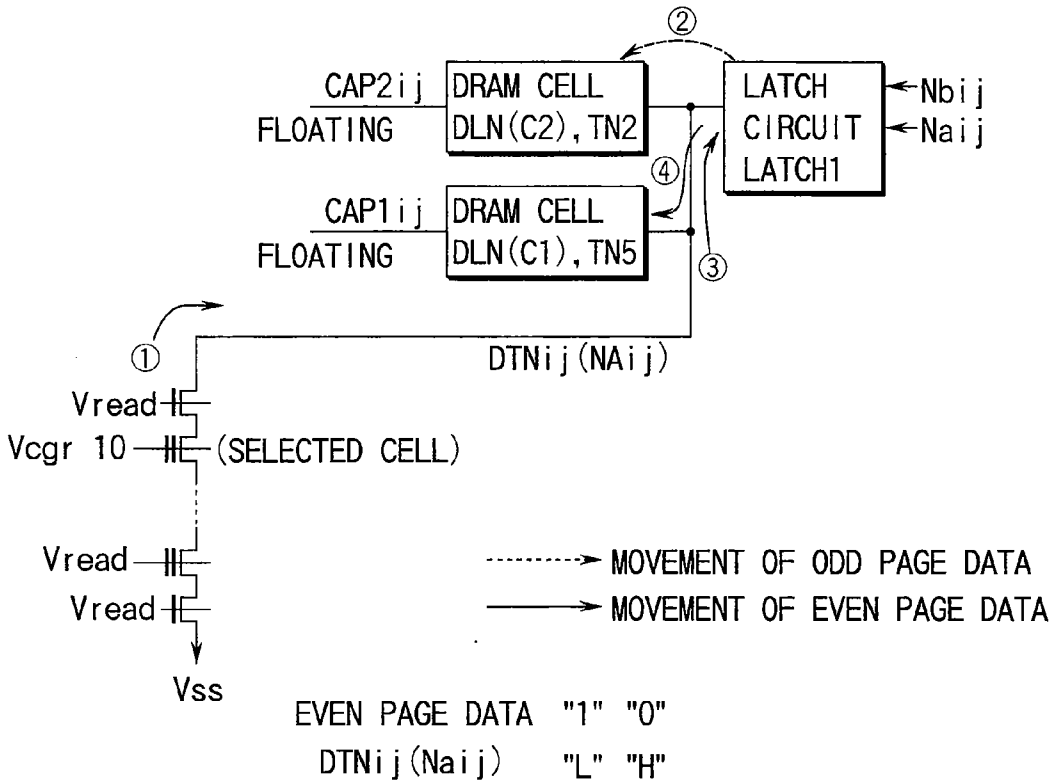 ②
CAP2ij DRAM CELL LATCH Nbij
FLOATING DLN(C2),TN2 CIRCUIT Naij
LATCH1
④
CAP1ij DRAM CELL
FLOATING DLN(C1),TN5 ③
①
DTNij(NAij)
Vread
Vcgr 10 (SELECTED CELL)
Vread MOVEMENT OF ODD PAGE DATA
Vread MOVEMENT OF EVEN PAGE DATA
Vss
EVEN PAGE DATA "1" "0"
DTNij(Naij) "L" "H"